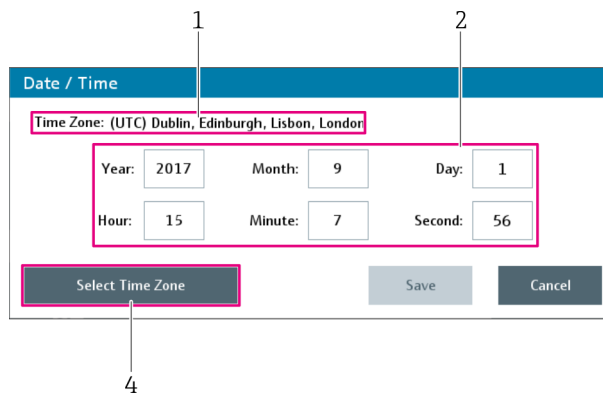 1 2
Date / Time
Time Zone: (UTC) Dublin, Edinburgh, Lisbon, London
Year: 2017 Month: 9 Day: 1
Hour: 15 Minute: 7 Second: 56
Select Time Zone Save Cancel
4